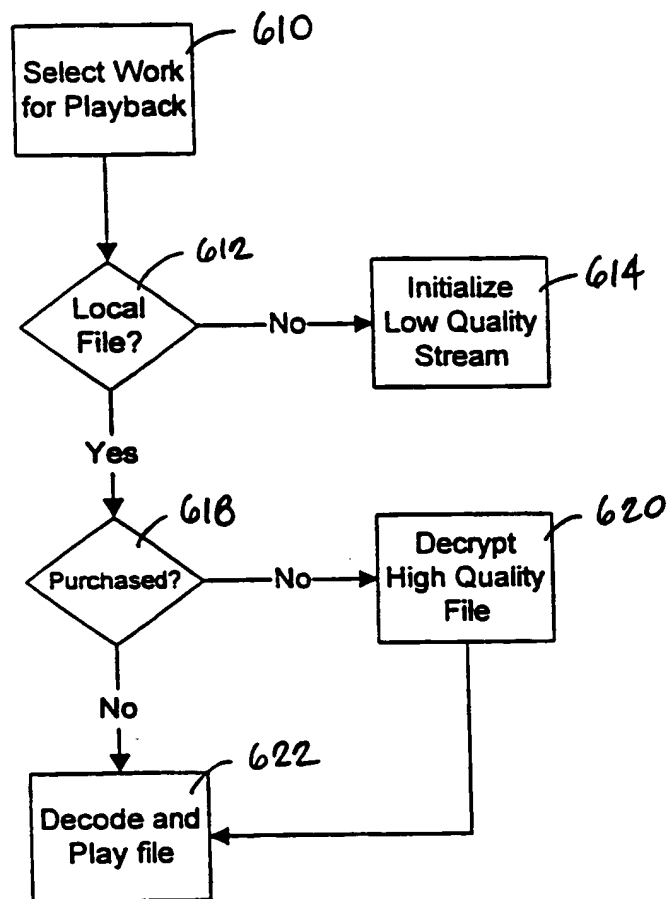 610
Select Work
for Playback
612
Local
File?
No
Initialize
Low Quality
Stream
614
Yes
618
Purchased?
No
Decrypt
High Quality
File
620
No
622
Decode and
Play file